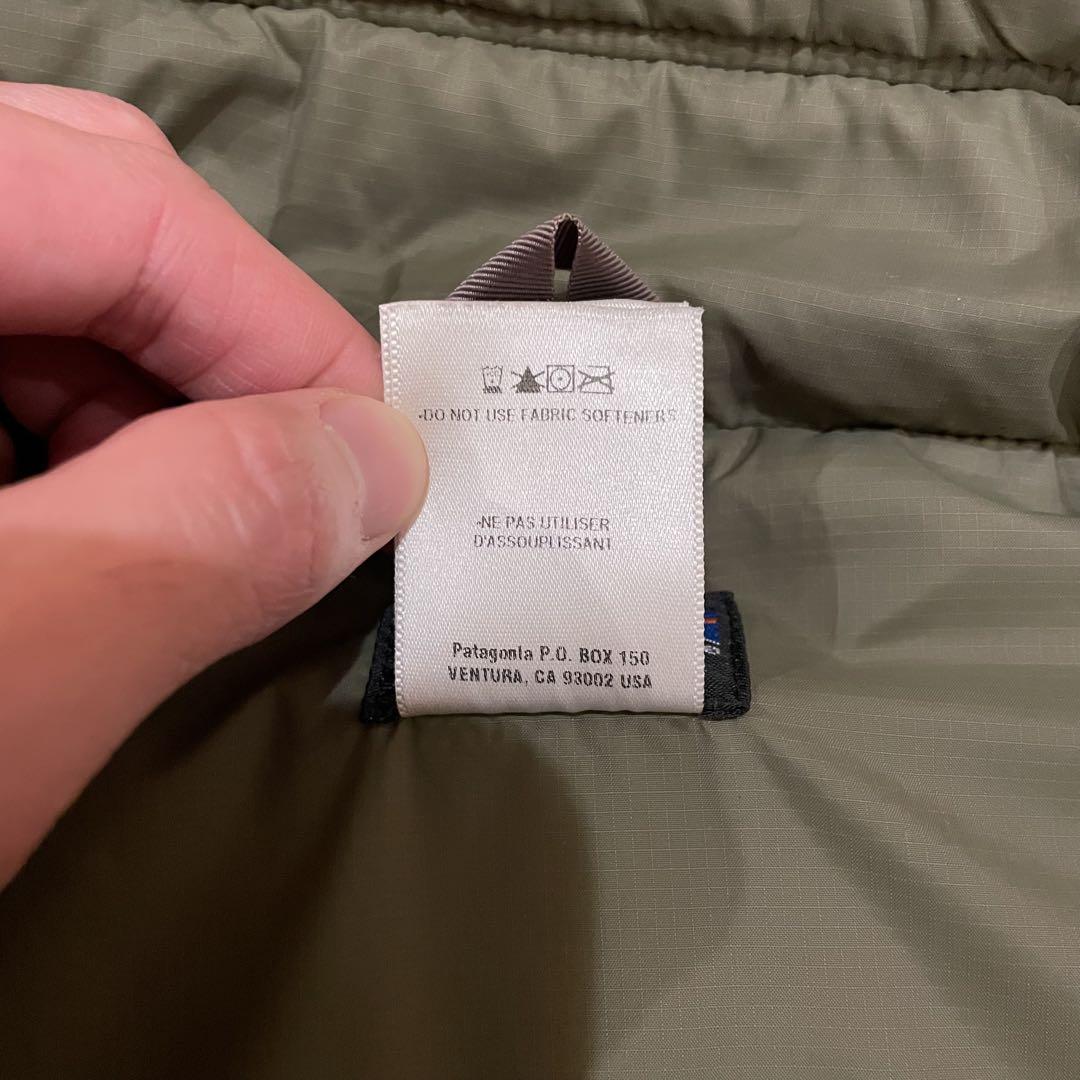 -DO NOT USE FABRIC SOFTENERS
-NE PAS UTILISER
D'ASSOUPLISSANT
Patagonia P.O. BOX 150
VENTURA, CA 93002 USA